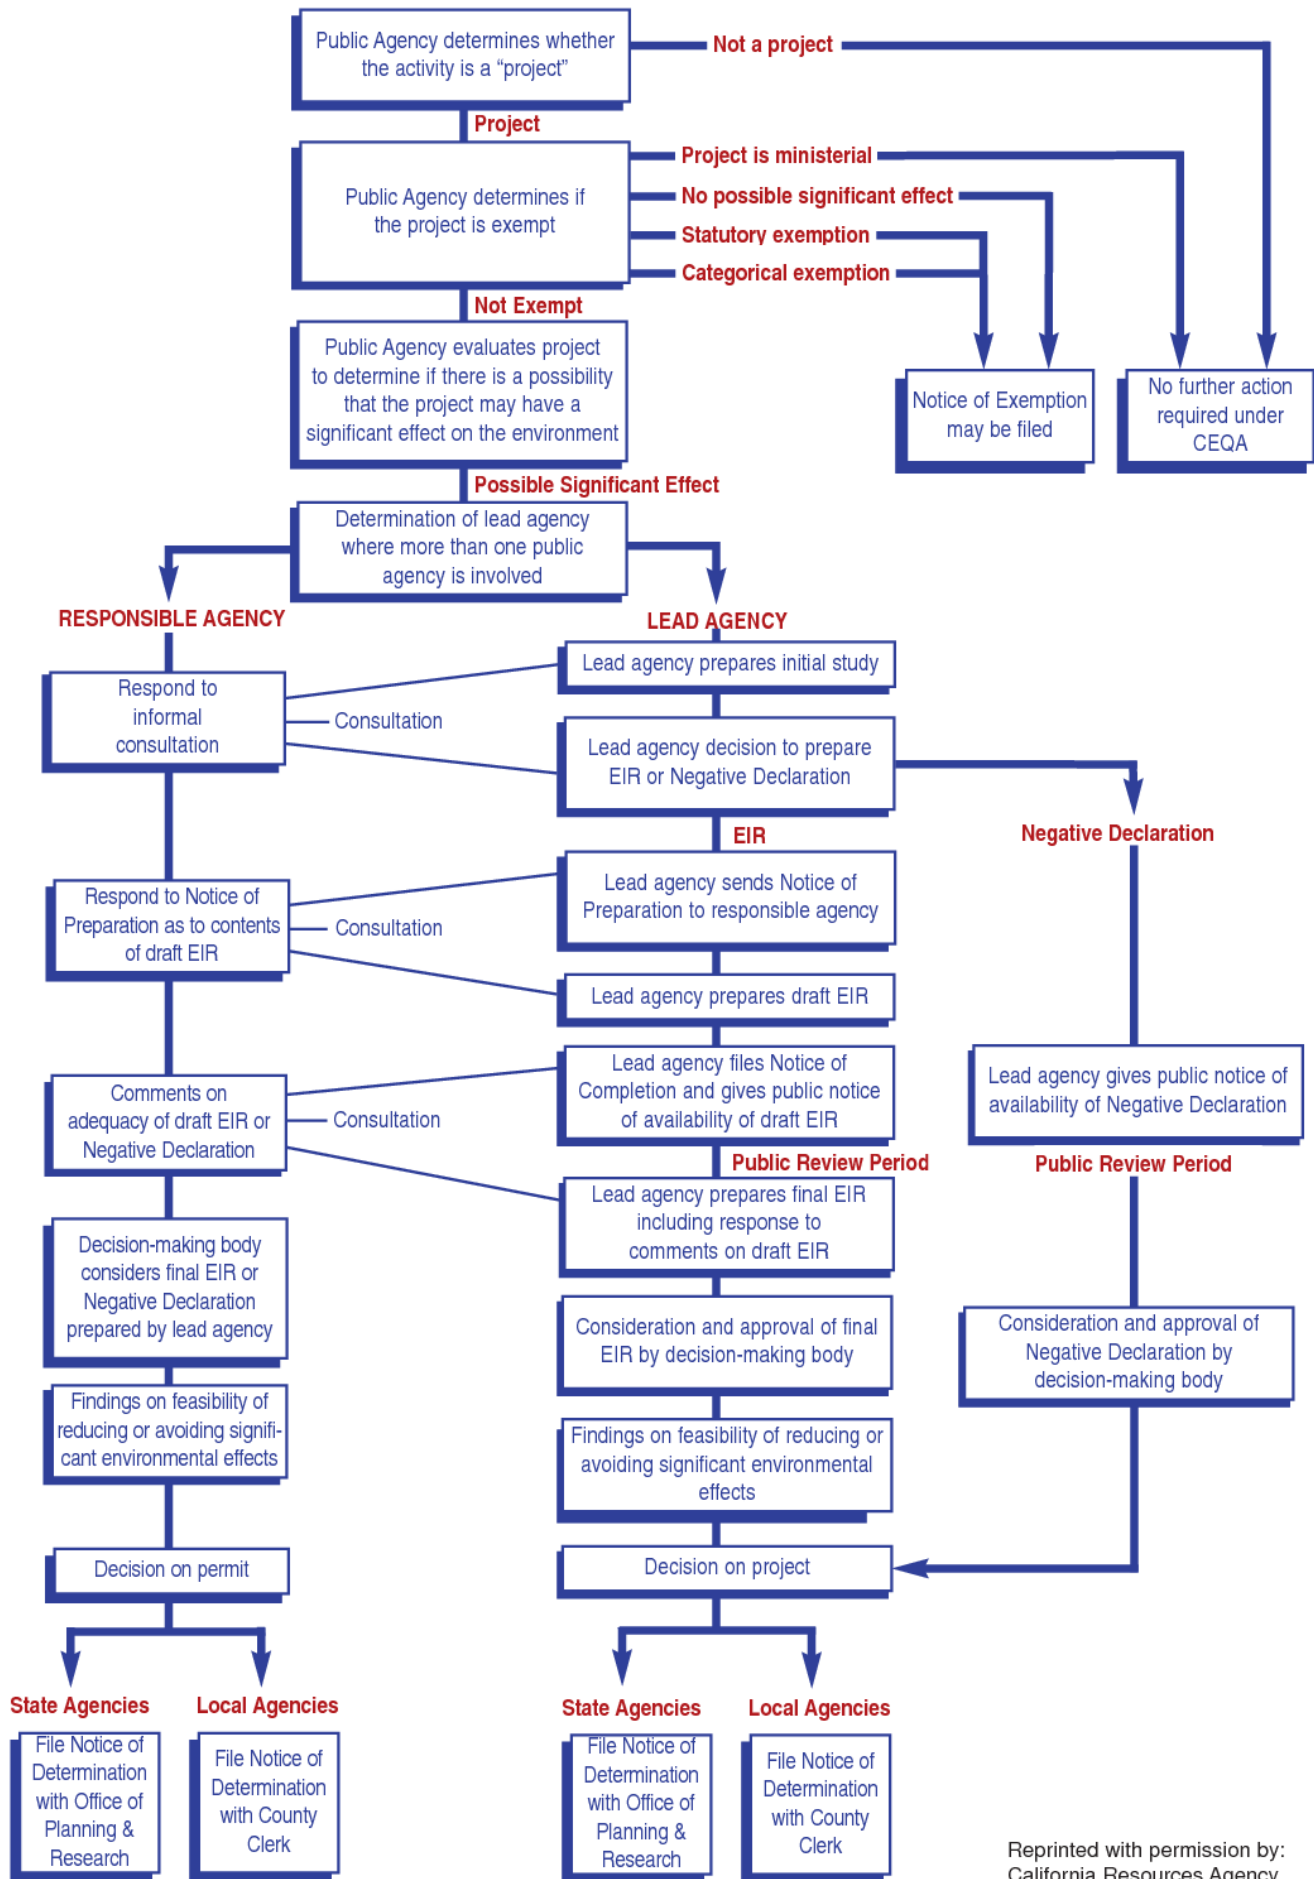 Public Agency determines whether
the activity is a “project”
Not a project
Project
Public Agency determines if
the project is exempt
Project is ministerial
No possible significant effect
Statutory exemption
Categorical exemption
Not Exempt
Public Agency evaluates project
to determine if there is a possibility
that the project may have a
significant effect on the environment
Notice of Exemption
may be filed
No further action
required under
CEQA
Possible Significant Effect
Determination of lead agency
where more than one public
agency is involved
RESPONSIBLE AGENCY
LEAD AGENCY
Respond to
informal
consultation
Consultation
Lead agency prepares initial study
Lead agency decision to prepare
EIR or Negative Declaration
EIR
Negative Declaration
Respond to Notice of
Preparation as to contents
of draft EIR
Consultation
Lead agency sends Notice of
Preparation to responsible agency
Lead agency prepares draft EIR
Comments on
adequacy of draft EIR or
Negative Declaration
Consultation
Lead agency files Notice of
Completion and gives public notice
of availability of draft EIR
Lead agency gives public notice of
availability of Negative Declaration
Public Review Period
Public Review Period
Lead agency prepares final EIR
including response to
comments on draft EIR
Decision-making body
considers final EIR or
Negative Declaration
prepared by lead agency
Consideration and approval of final
EIR by decision-making body
Consideration and approval of
Negative Declaration by
decision-making body
Findings on feasibility of
reducing or avoiding signifi-
cant environmental effects
Findings on feasibility of reducing or
avoiding significant environmental
effects
Decision on permit
Decision on project
State Agencies
Local Agencies
State Agencies
Local Agencies
File Notice of
Determination
with Office of
Planning &
Research
File Notice of
Determination
with County
Clerk
File Notice of
Determination
with Office of
Planning &
Research
File Notice of
Determination
with County
Clerk
Reprinted with permission by:
California Resources Agency